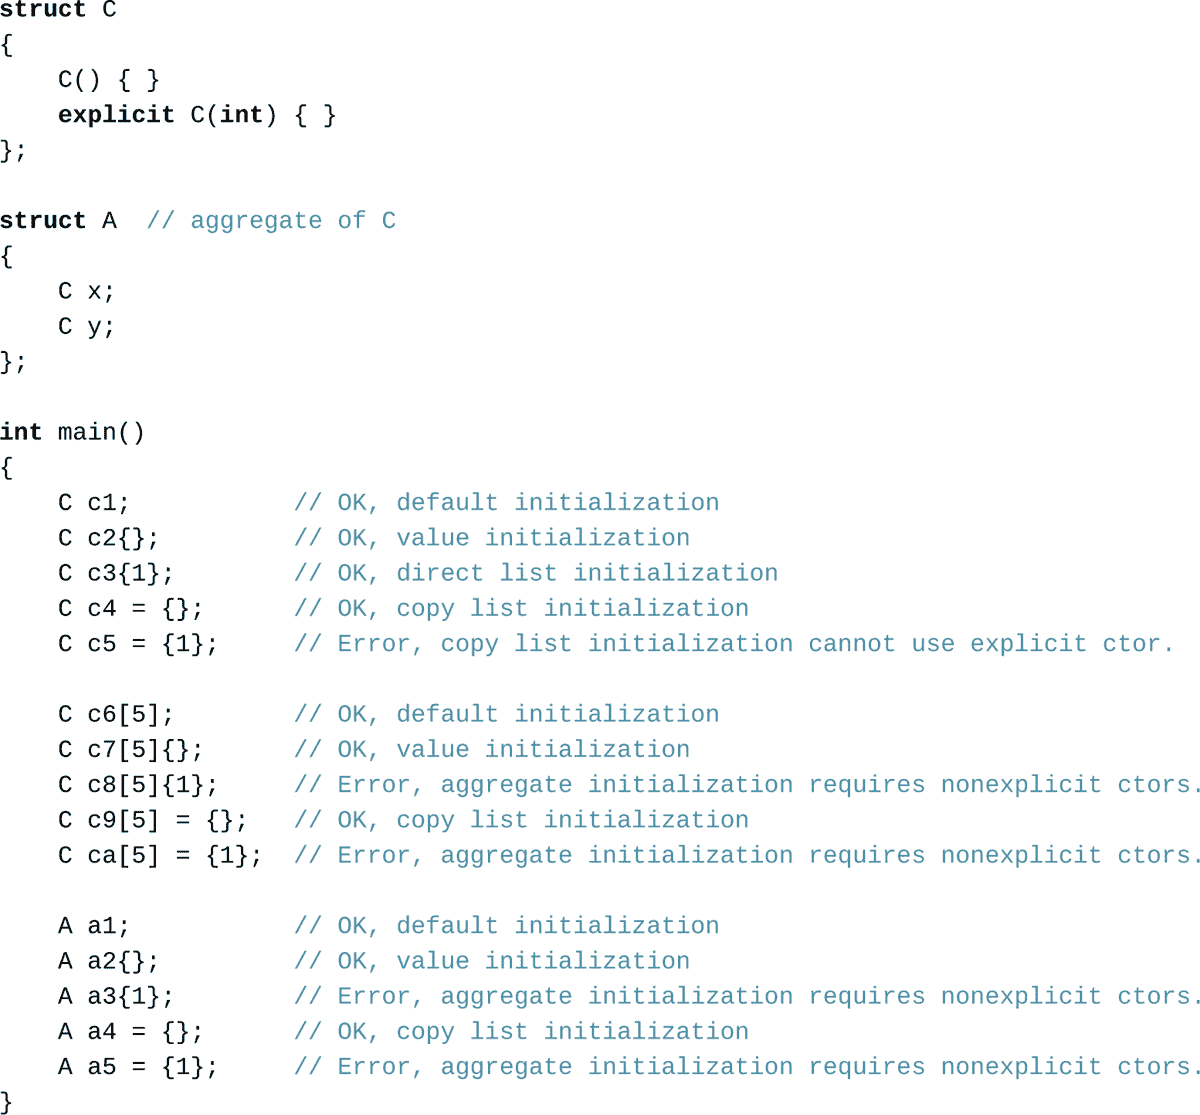 struct C
{
    C() { }
    explicit C(int) { }
};

struct A  // aggregate of C
{
    C x;
    C y;
};

int main()
{
    C c1;           // OK, default initialization
    C c2{};         // OK, value initialization
    C c3{1};        // OK, direct list initialization
    C c4 = {};      // OK, copy list initialization
    C c5 = {1};     // Error, copy list initialization cannot use explicit ctor.

    C c6[5];        // OK, default initialization
    C c7[5]{};      // OK, value initialization
    C c8[5]{1};     // Error, aggregate initialization requires nonexplicit ctors.
    C c9[5] = {};   // OK, copy list initialization
    C ca[5] = {1};  // Error, aggregate initialization requires nonexplicit ctors.

    A a1;           // OK, default initialization
    A a2{};         // OK, value initialization
    A a3{1};        // Error, aggregate initialization requires nonexplicit ctors.
    A a4 = {};      // OK, copy list initialization
    A a5 = {1};     // Error, aggregate initialization requires nonexplicit ctors.
}